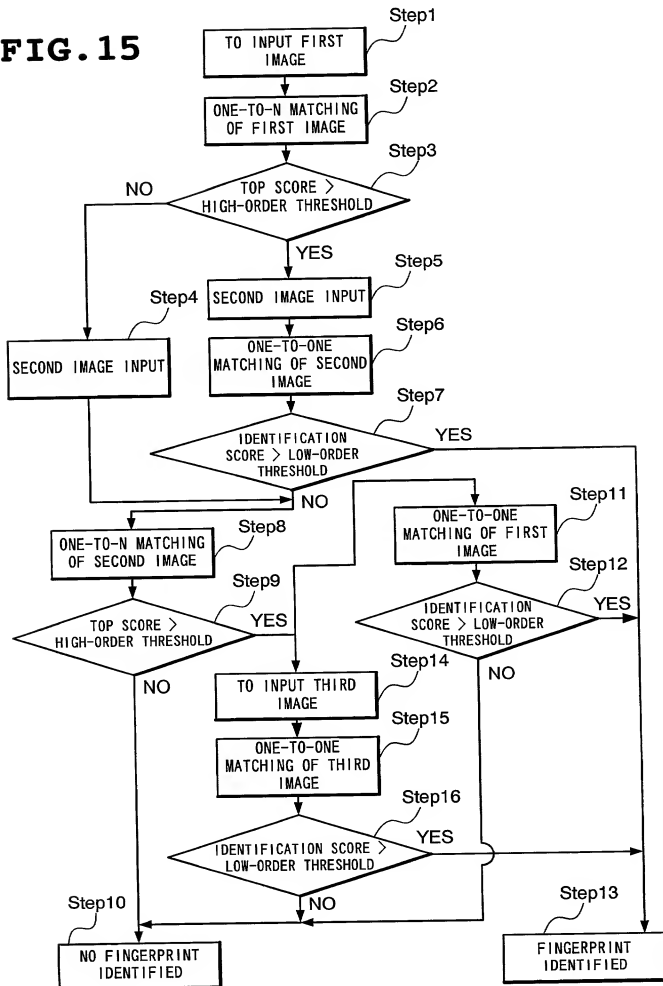 FIG.15
Step1
TO INPUT FIRST
IMAGE
Step2
ONE-TO-N MATCHING
OF FIRST IMAGE
Step3
NO
TOP SCORE >
HIGH-ORDER THRESHOLD
YES
Step5
Step4
SECOND IMAGE INPUT
Step6
SECOND IMAGE INPUT
ONE-TO-ONE
MATCHING OF SECOND
IMAGE
Step7
IDENTIFICATION
SCORE > LOW-ORDER
THRESHOLD
YES
NO
Step8
ONE-TO-N MATCHING
OF SECOND IMAGE
Step11
ONE-TO-ONE
MATCHING OF FIRST
IMAGE
Step9
TOP SCORE >
HIGH-ORDER THRESHOLD
YES
Step12
IDENTIFICATION
SCORE > LOW-ORDER
THRESHOLD
YES
NO
NO
Step14
TO INPUT THIRD
IMAGE
Step15
ONE-TO-ONE
MATCHING OF THIRD
IMAGE
Step16
IDENTIFICATION SCORE >
LOW-ORDER THRESHOLD
YES
NO
Step10
NO FINGERPRINT
IDENTIFIED
Step13
FINGERPRINT
IDENTIFIED